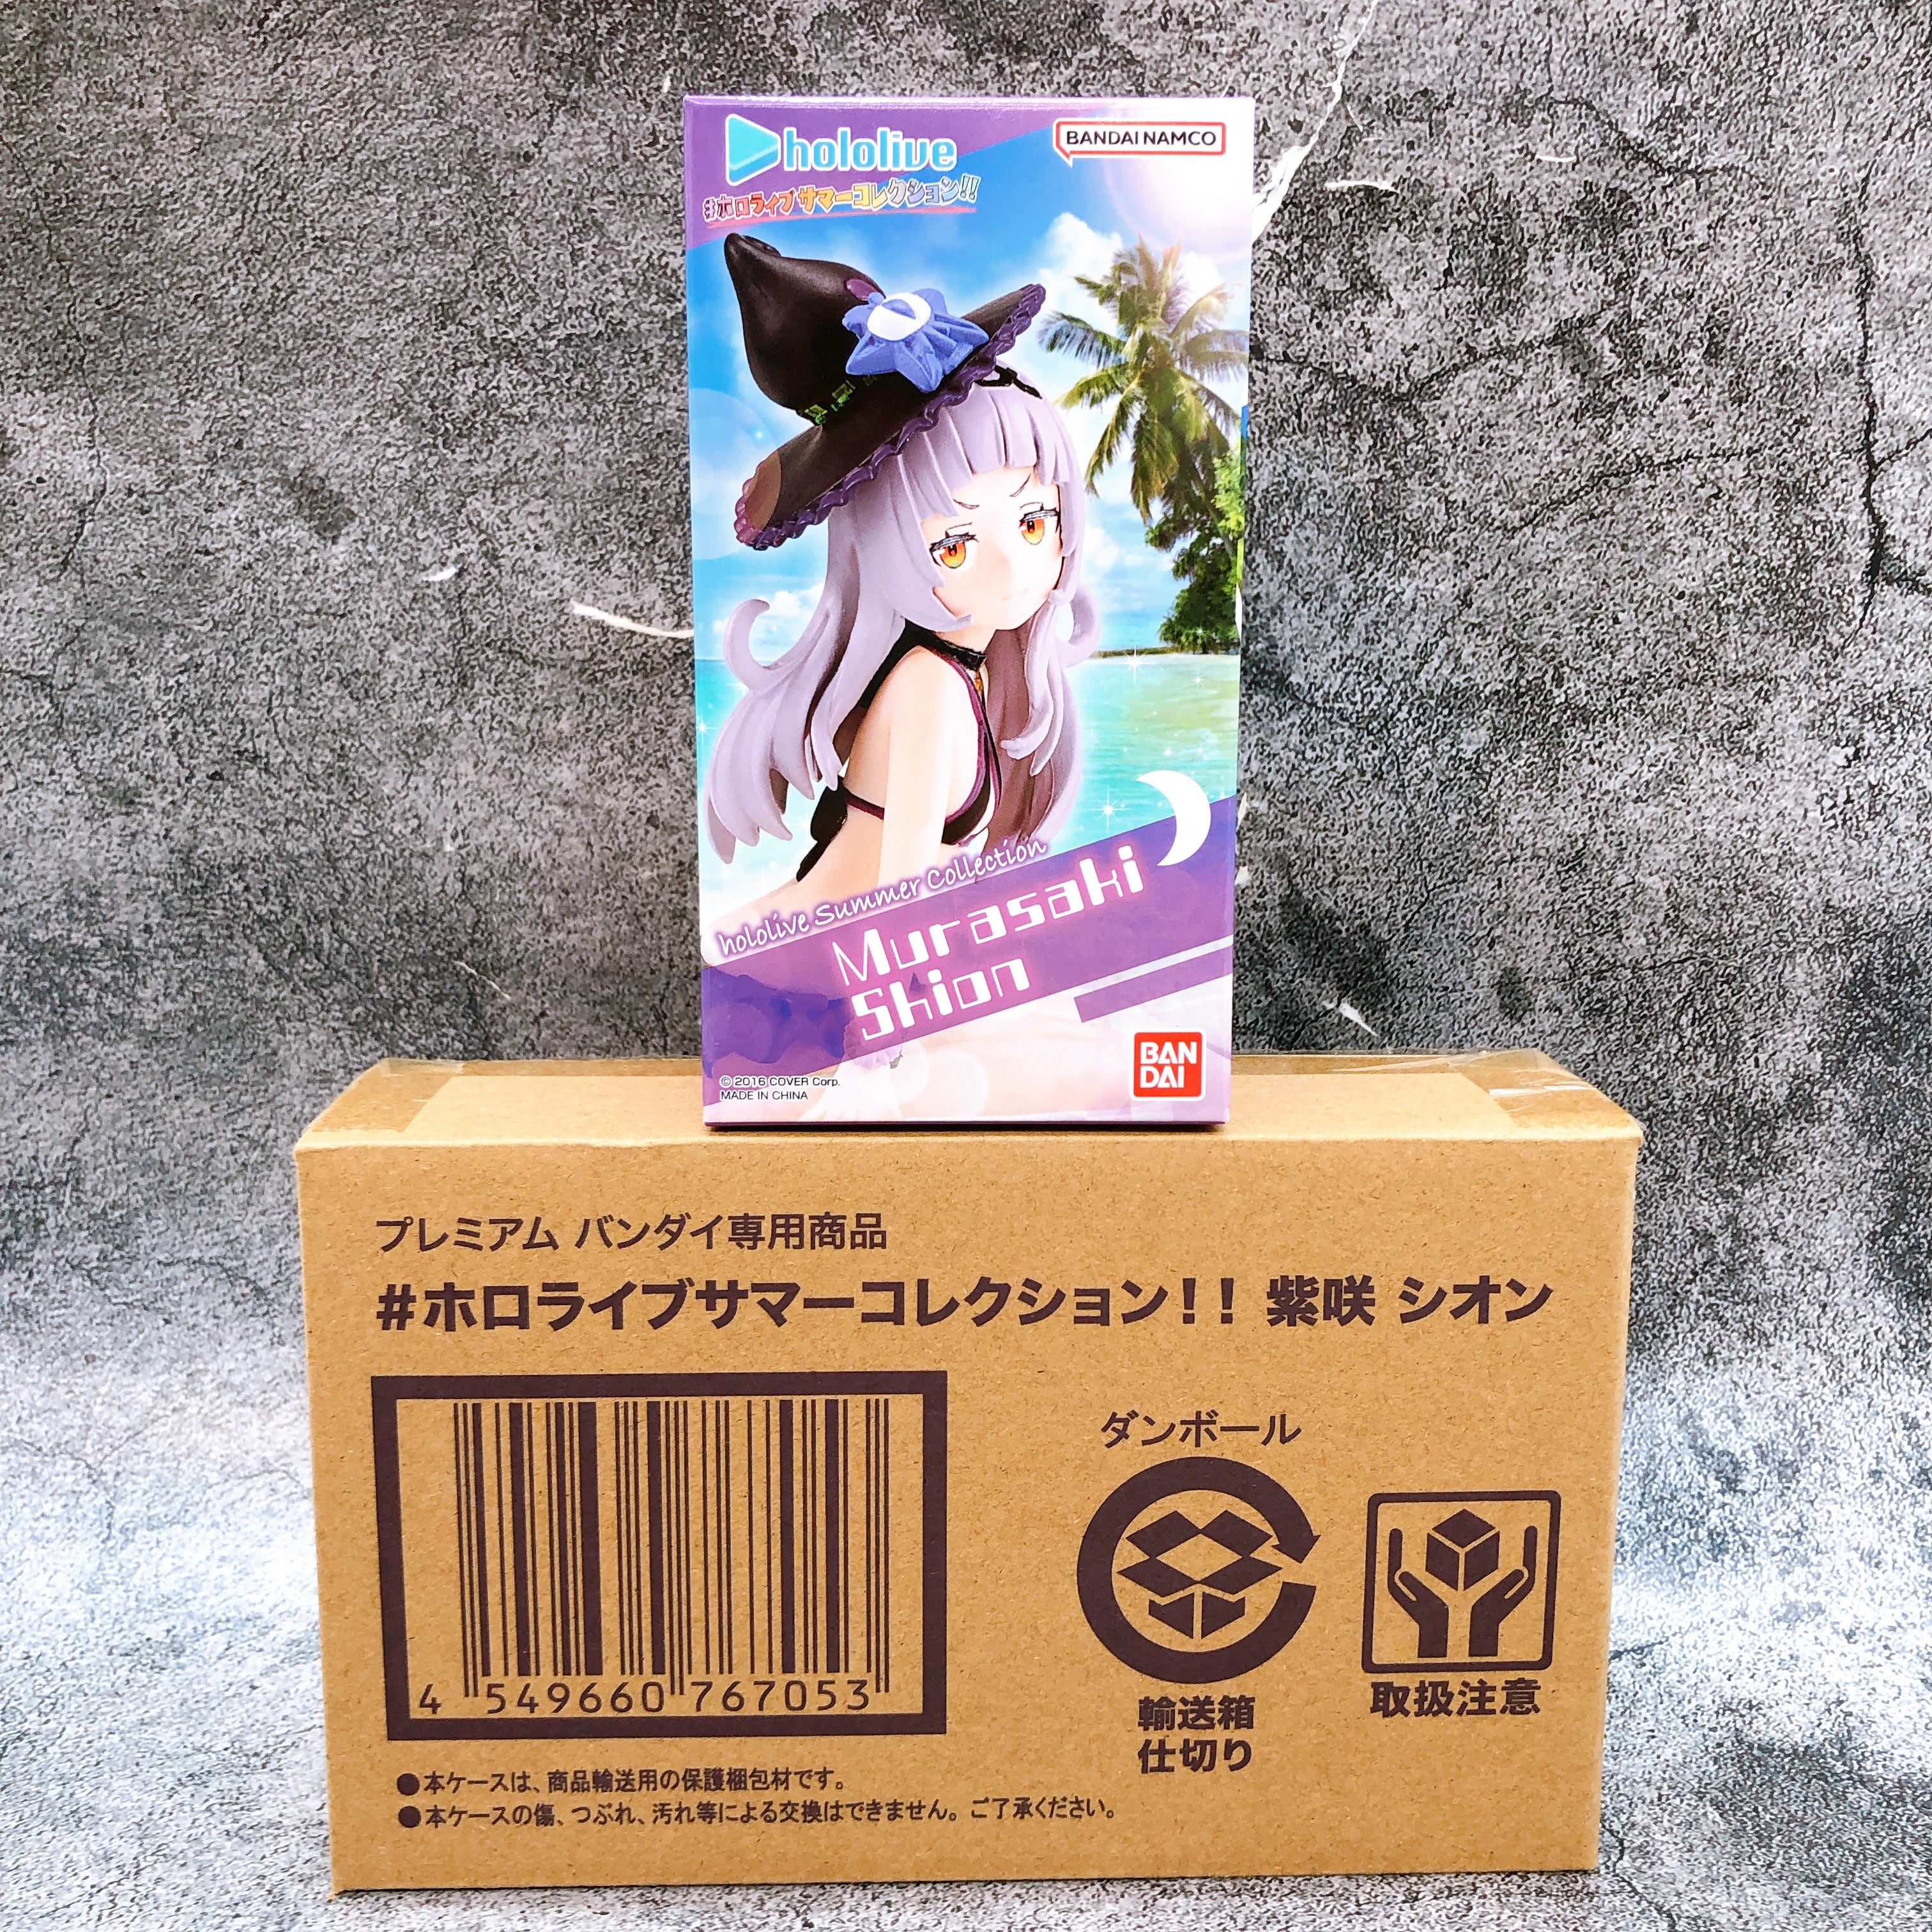 hololive
BANDAI NAMCO
#ホロライブ サマーコレクション!!
hololive Summer Collection
Murasaki
Shion
© 2016 COVER Corp.
MADE IN CHINA
BAN
DAI
プレミアム バンダイ専用商品
#ホロライブサマーコレクション!! 紫咲 シオン
ダンボール
4 549660 767053
輸送箱
仕切り
取扱注意
●本ケースは、商品輸送用の保護梱包材です。
●本ケースの傷、つぶれ、汚れ等による交換はできません。ご了承ください。